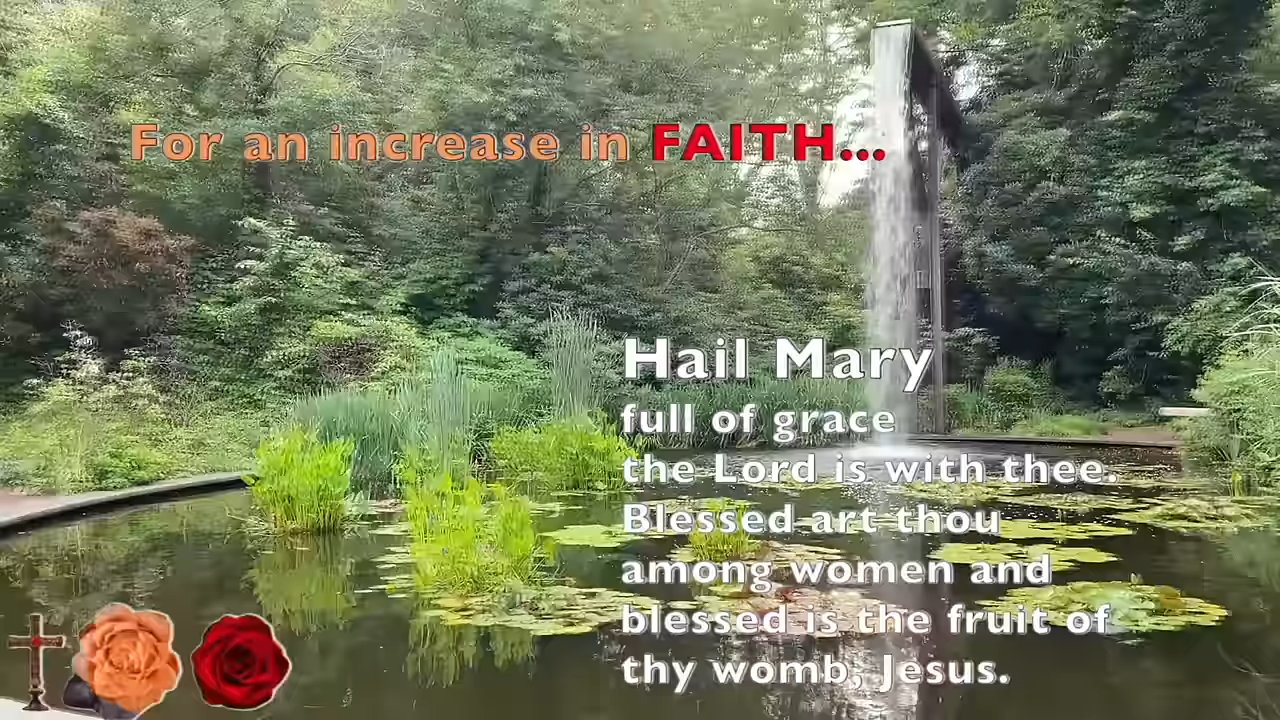 For an increase in FAITH...
Hail Mary
full of grace
the Lord is with thee.
Blessed art thou
among women and
blessed is the fruit of
thy womb, Jesus.